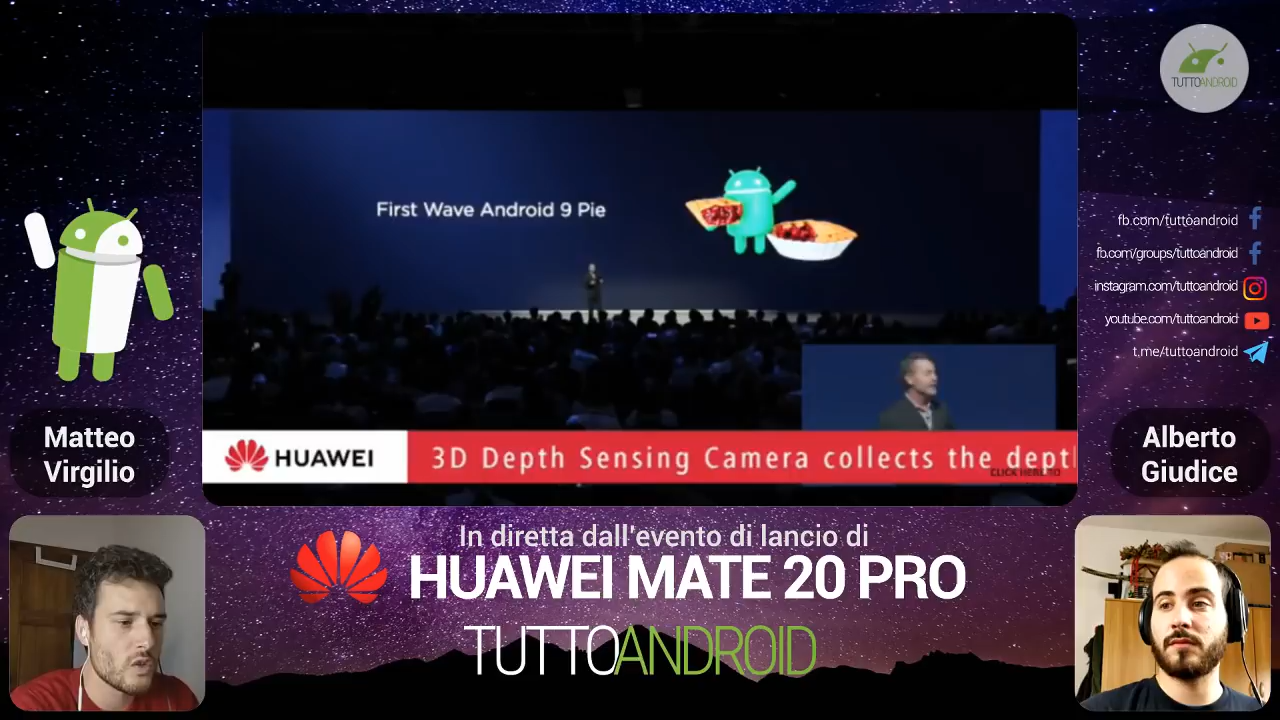 TUTTOANDROID
First Wave Android 9 Pie
fb.com/tuttoandroid
fb.com/groups/tuttoandroid
instagram.com/tuttoandroid
youtube.com/tuttoandroid
t.me/tuttoandroid
HUAWEI
3D Depth Sensing Camera collects the dept
Matteo
Virgilio
Alberto
Giudice
In diretta dall'evento di lancio di
HUAWEI MATE 20 PRO
TUTTOANDROID